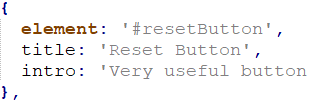 {
element: '#resetButton',
title: 'Reset Button',
intro: 'Very useful button
},